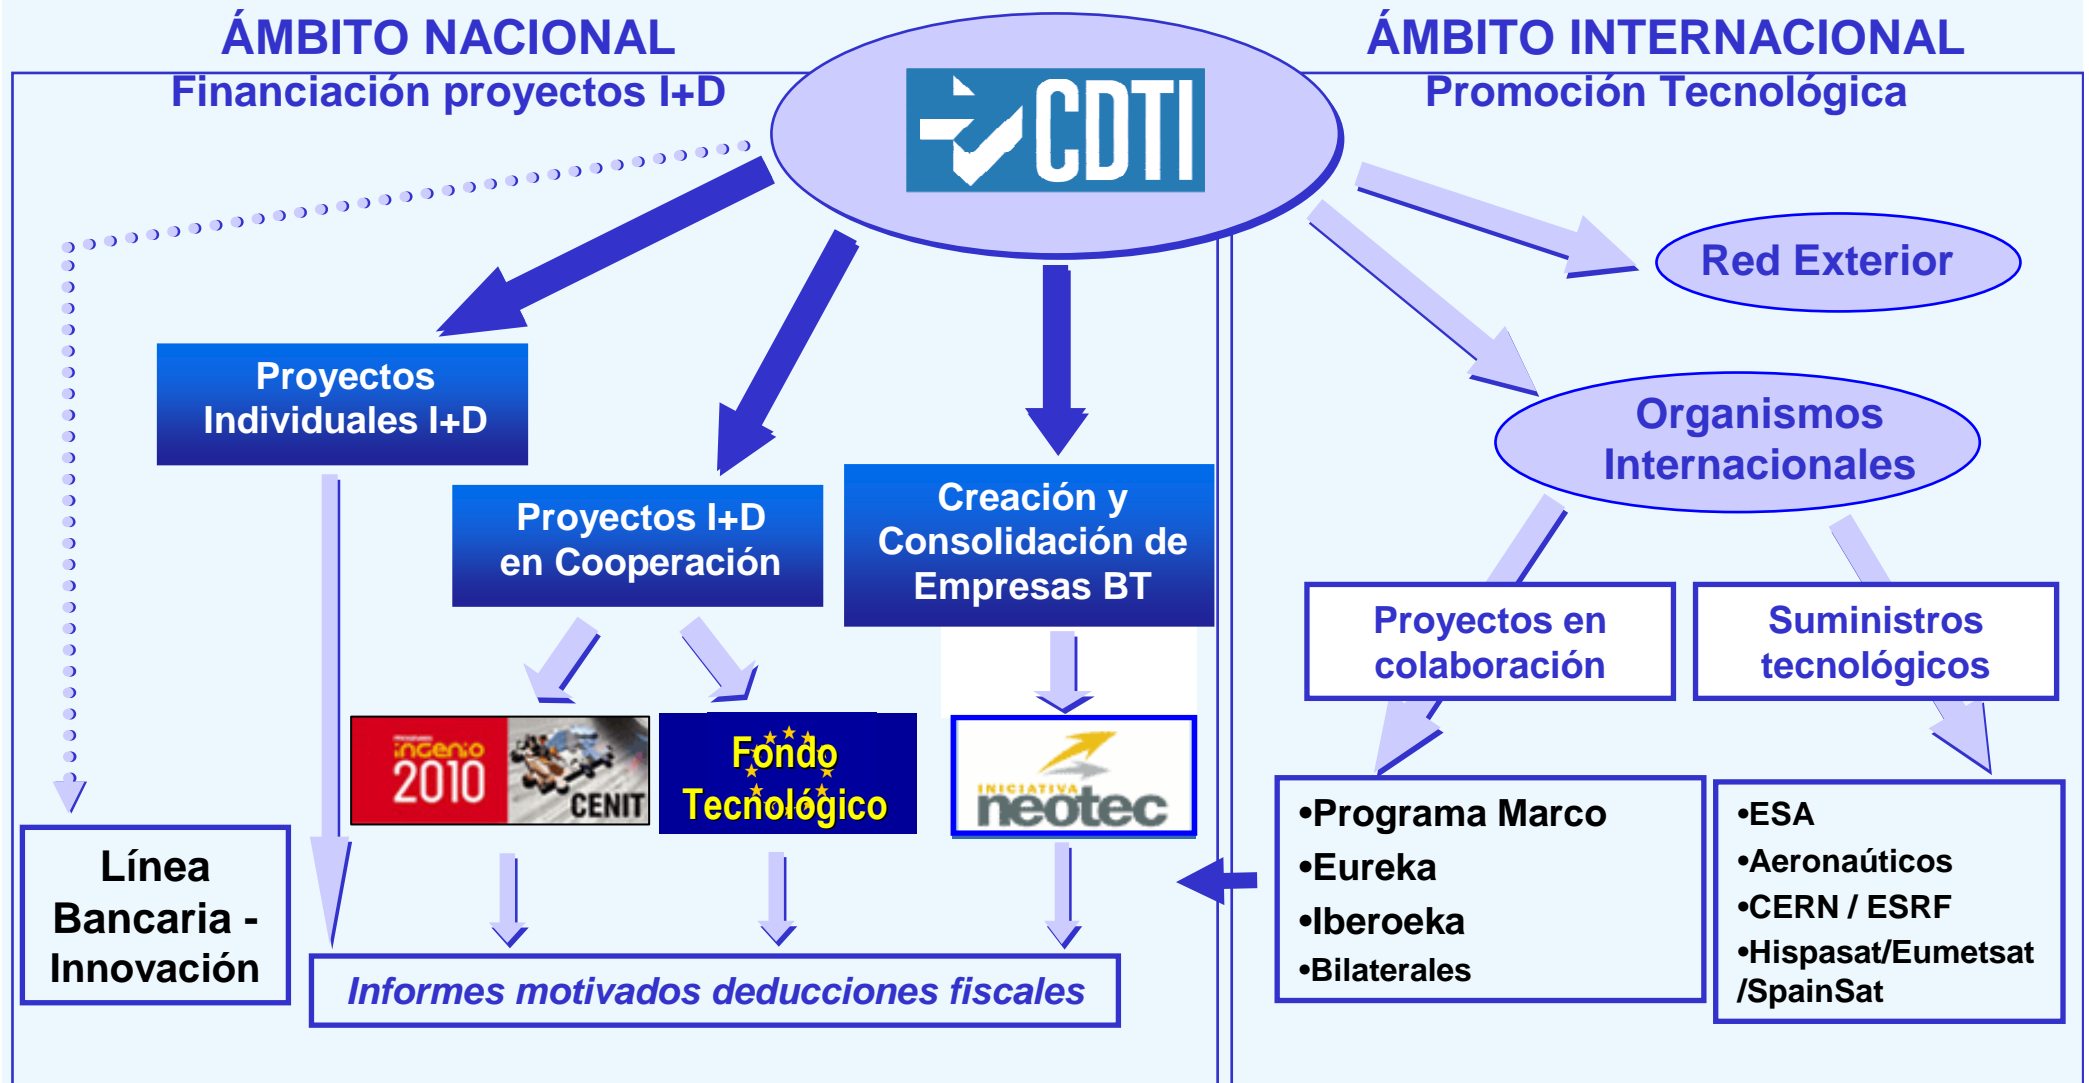 ÁMBITO NACIONAL
Financiación proyectos I+D
CDTI
ÁMBITO INTERNACIONAL
Promoción Tecnológica
Red Exterior
Proyectos
Individuales I+D
Organismos
Internacionales
Proyectos I+D
en Cooperación
Creación y
Consolidación de
Empresas BT
Proyectos en
colaboración
Suministros
tecnológicos
ingenio
2010
CENIT
Fondo
Tecnológico
INICIATIVA
neotec
Línea
Bancaria -
Innovación
Informes motivados deducciones fiscales
•Programa Marco
•Eureka
•Iberoeka
•Bilaterales
•ESA
•Aeronaúticos
•CERN / ESRF
•Hispasat/Eumetsat
/SpainSat